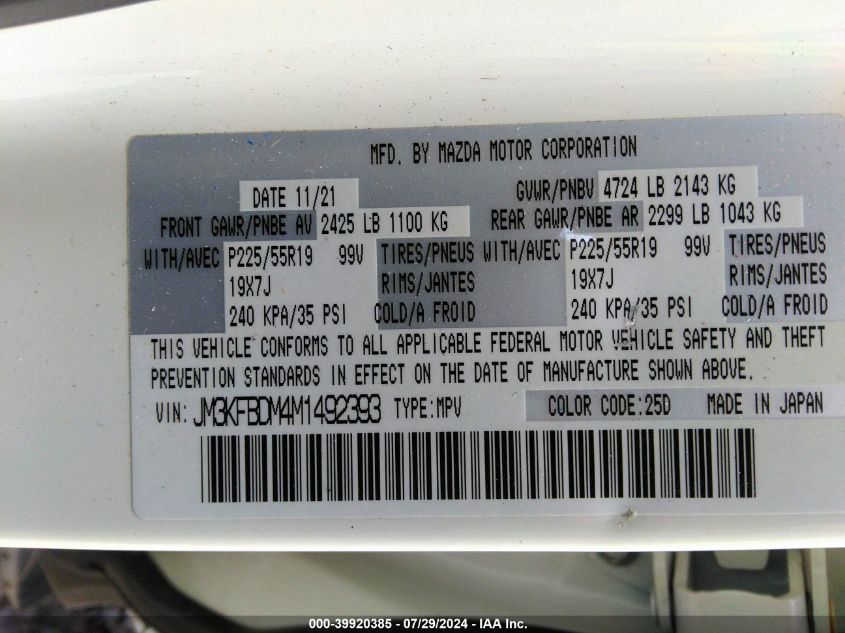 MFD. BY MAZDA MOTOR CORPORATION
DATE 11/21 GVWR/PNBV 4724 LB 2143 KG
FRONT GAWR/PNBE AV 2425 LB 1100 KG REAR GAWR/PNBE AR 2299 LB 1043 KG
WITH/AVEC P225/55R19 99V TIRES/PNEUS WITH/AVEC P225/55R19 99V TIRES/PNEUS
19X7J RIMS/JANTES 19X7J RIMS/JANTES
240 KPA/35 PSI COLD/A FROID 240 KPA/35 PSI COLD/A FROID
THIS VEHICLE CONFORMS TO ALL APPLICABLE FEDERAL MOTOR VEHICLE SAFETY AND THEFT
PREVENTION STANDARDS IN EFFECT ON THE DATE OF MANUFACTURE SHOWN ABOVE.
VIN: JM3KFBDM4M1492393 TYPE:MPV COLOR CODE:25D MADE IN JAPAN
000-39920385 - 07/29/2024 - IAA Inc.